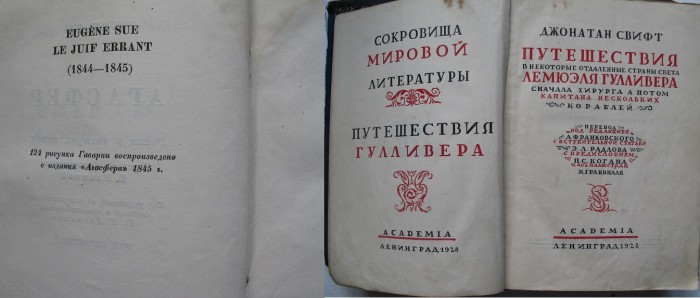 EUGÈNE SUE
LE JUIF ERRANT
(1844—1845)
124 рисунка Гаварни воспроизведено
с издания «Агасфера» 1845 г.
СОКРОВИЩА
МИРОВОЙ
ЛИТЕРАТУРЫ
ПУТЕШЕСТВИЯ
ГУЛЛИВЕРА
ACADEMIA
ЛЕНИНГРАД 1928
ДЖОНАТАН СВИФТ
ПУТЕШЕСТВИЯ
В НЕКОТОРЫЕ ОТДАЛЕННЫЕ СТРАНЫ СВЕТА
ЛЕМЮЭЛЯ ГУЛЛИВЕРА
СНАЧАЛА ХИРУРГА А ПОТОМ
КАПИТАНА НЕСКОЛЬКИХ
КОРАБЛЕЙ
ПЕРЕВОД
ПОД РЕДАКЦИЕЙ
А. ФРАНКОВСКОГО
С ВСТУПИТЕЛЬНОЙ СТАТЬЕЙ
Э. Л. РАДЛОВА
С ПРЕДИСЛОВИЕМ
П. С. КОГАНА
ACADEMIA
ЛЕНИНГРАД 1928